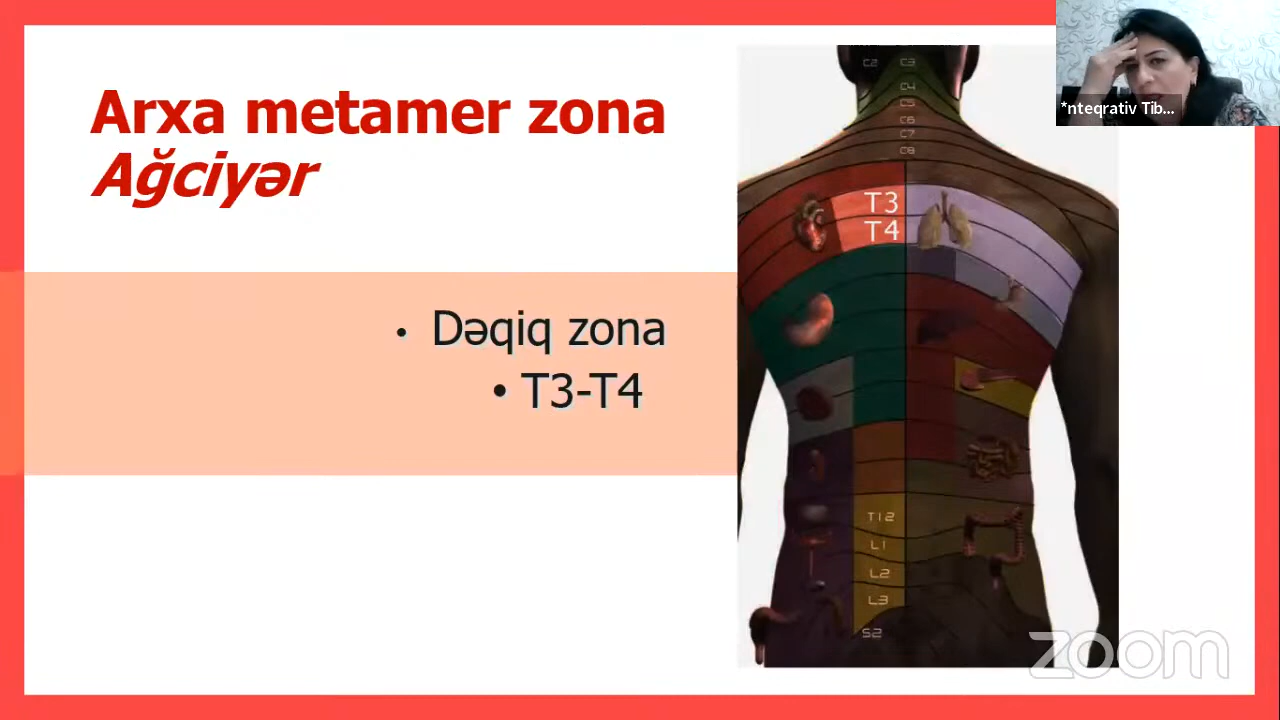 Arxa metamer zona
Ağciyər
• Dəqiq zona
• T3-T4
C2 C3
C4
C5
C6
C7
C8
T3
T4
T12
L1
L2
L3
S2
*nteqrativ Tib...
zoom